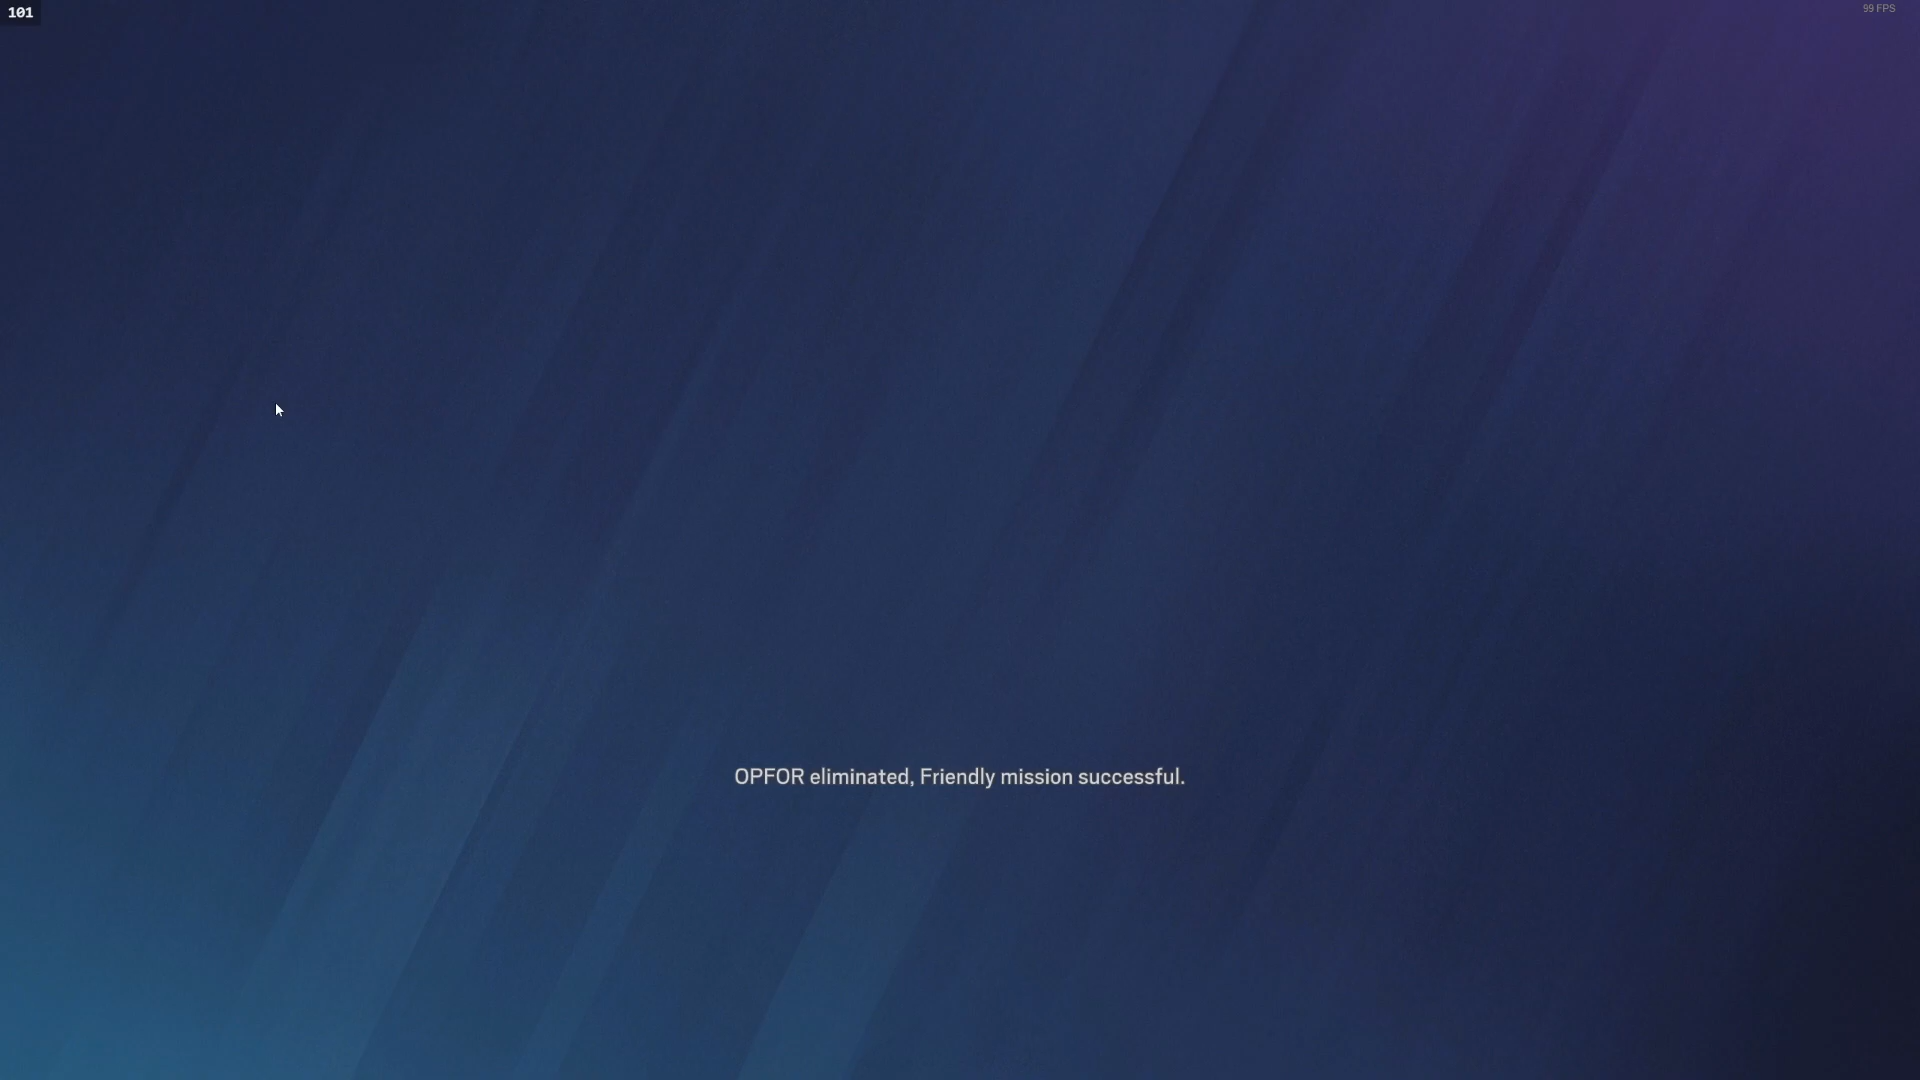 101
99 FPS
OPFOR eliminated, Friendly mission successful.